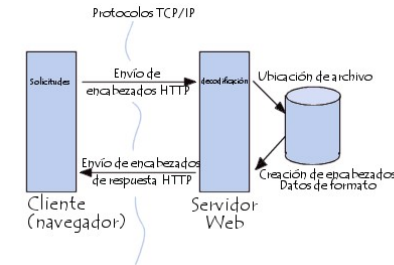 Protocolos TCP/IP
Solicitudes
Envío de
encabezados HTTP
decodificación
Ubicación de archivo
Envío de encabezados
de respuesta HTTP
Creación de encabezados
Datos de formato
Cliente
(navegador)
Servidor
Web